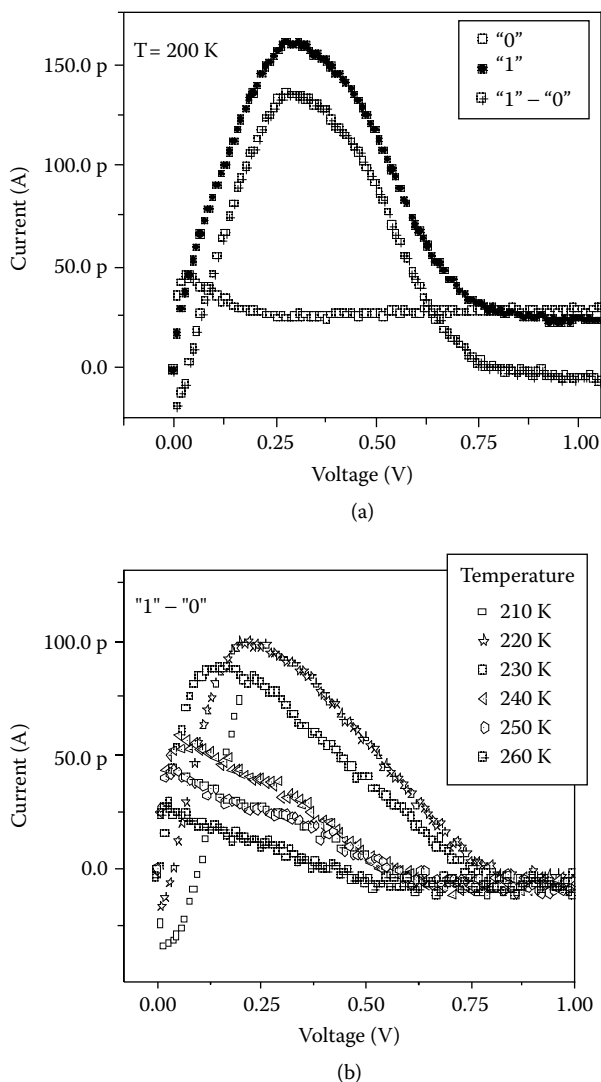 T = 200 K
"0"
"1"
"1" – "0"
150.0 p
100.0 p
50.0 p
0.0
Current (A)
0.00 0.25 0.50 0.75 1.00
Voltage (V)
(a)
"1" – "0"
Temperature
210 K
220 K
230 K
240 K
250 K
260 K
100.0 p
50.0 p
0.0
Current (A)
0.00 0.25 0.50 0.75 1.00
Voltage (V)
(b)